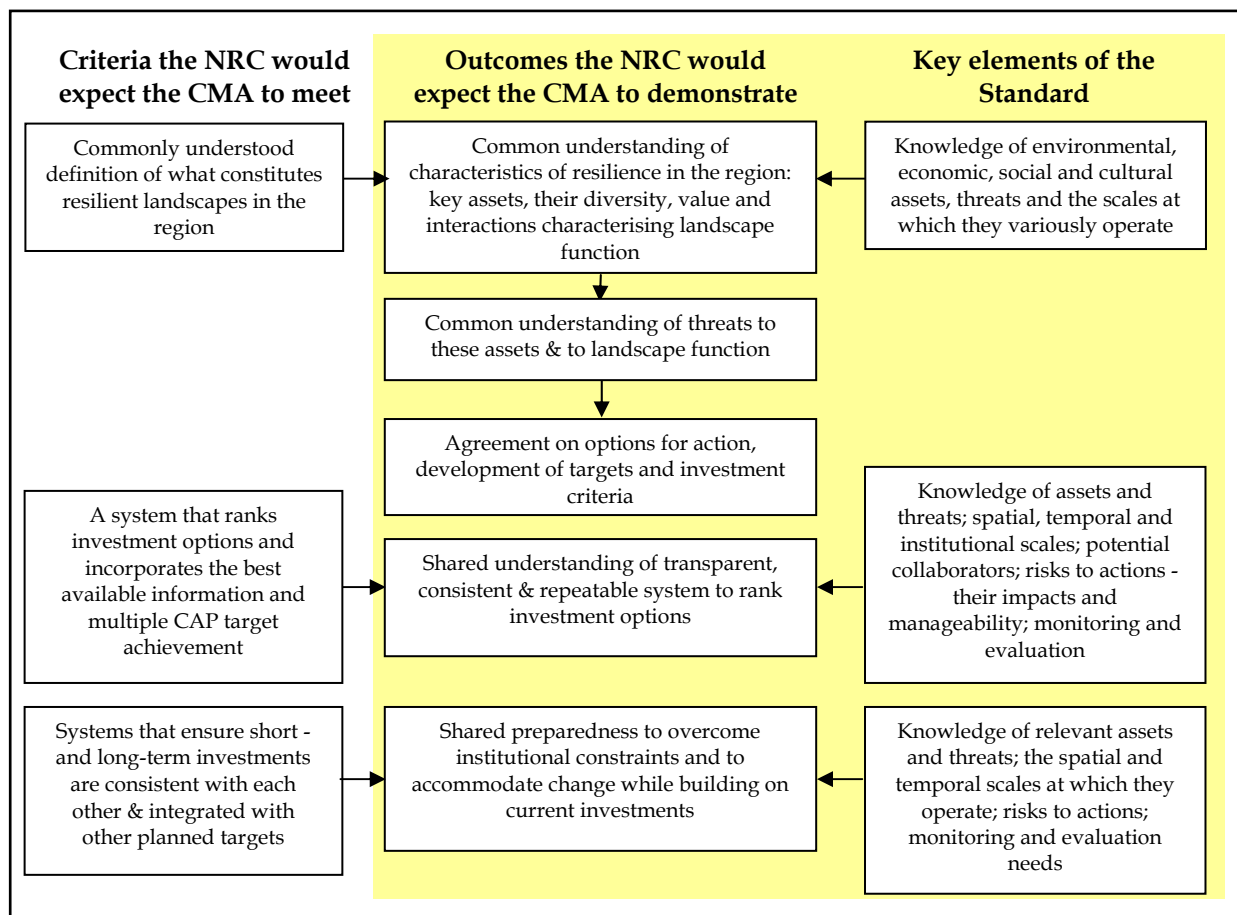 Criteria the NRC would
expect the CMA to meet
Outcomes the NRC would
expect the CMA to demonstrate
Key elements of the
Standard
Commonly understood
definition of what constitutes
resilient landscapes in the
region
Common understanding of
characteristics of resilience in the region:
key assets, their diversity, value and
interactions characterising landscape
function
Knowledge of environmental,
economic, social and cultural
assets, threats and the scales at
which they variously operate
Common understanding of threats to
these assets & to landscape function
Agreement on options for action,
development of targets and investment
criteria
A system that ranks
investment options and
incorporates the best
available information and
multiple CAP target
achievement
Shared understanding of transparent,
consistent & repeatable system to rank
investment options
Knowledge of assets and
threats; spatial, temporal and
institutional scales; potential
collaborators; risks to actions -
their impacts and
manageability; monitoring and
evaluation
Systems that ensure short -
and long-term investments
are consistent with each
other & integrated with
other planned targets
Shared preparedness to overcome
institutional constraints and to
accommodate change while building on
current investments
Knowledge of relevant assets
and threats; the spatial and
temporal scales at which they
operate; risks to actions;
monitoring and evaluation
needs